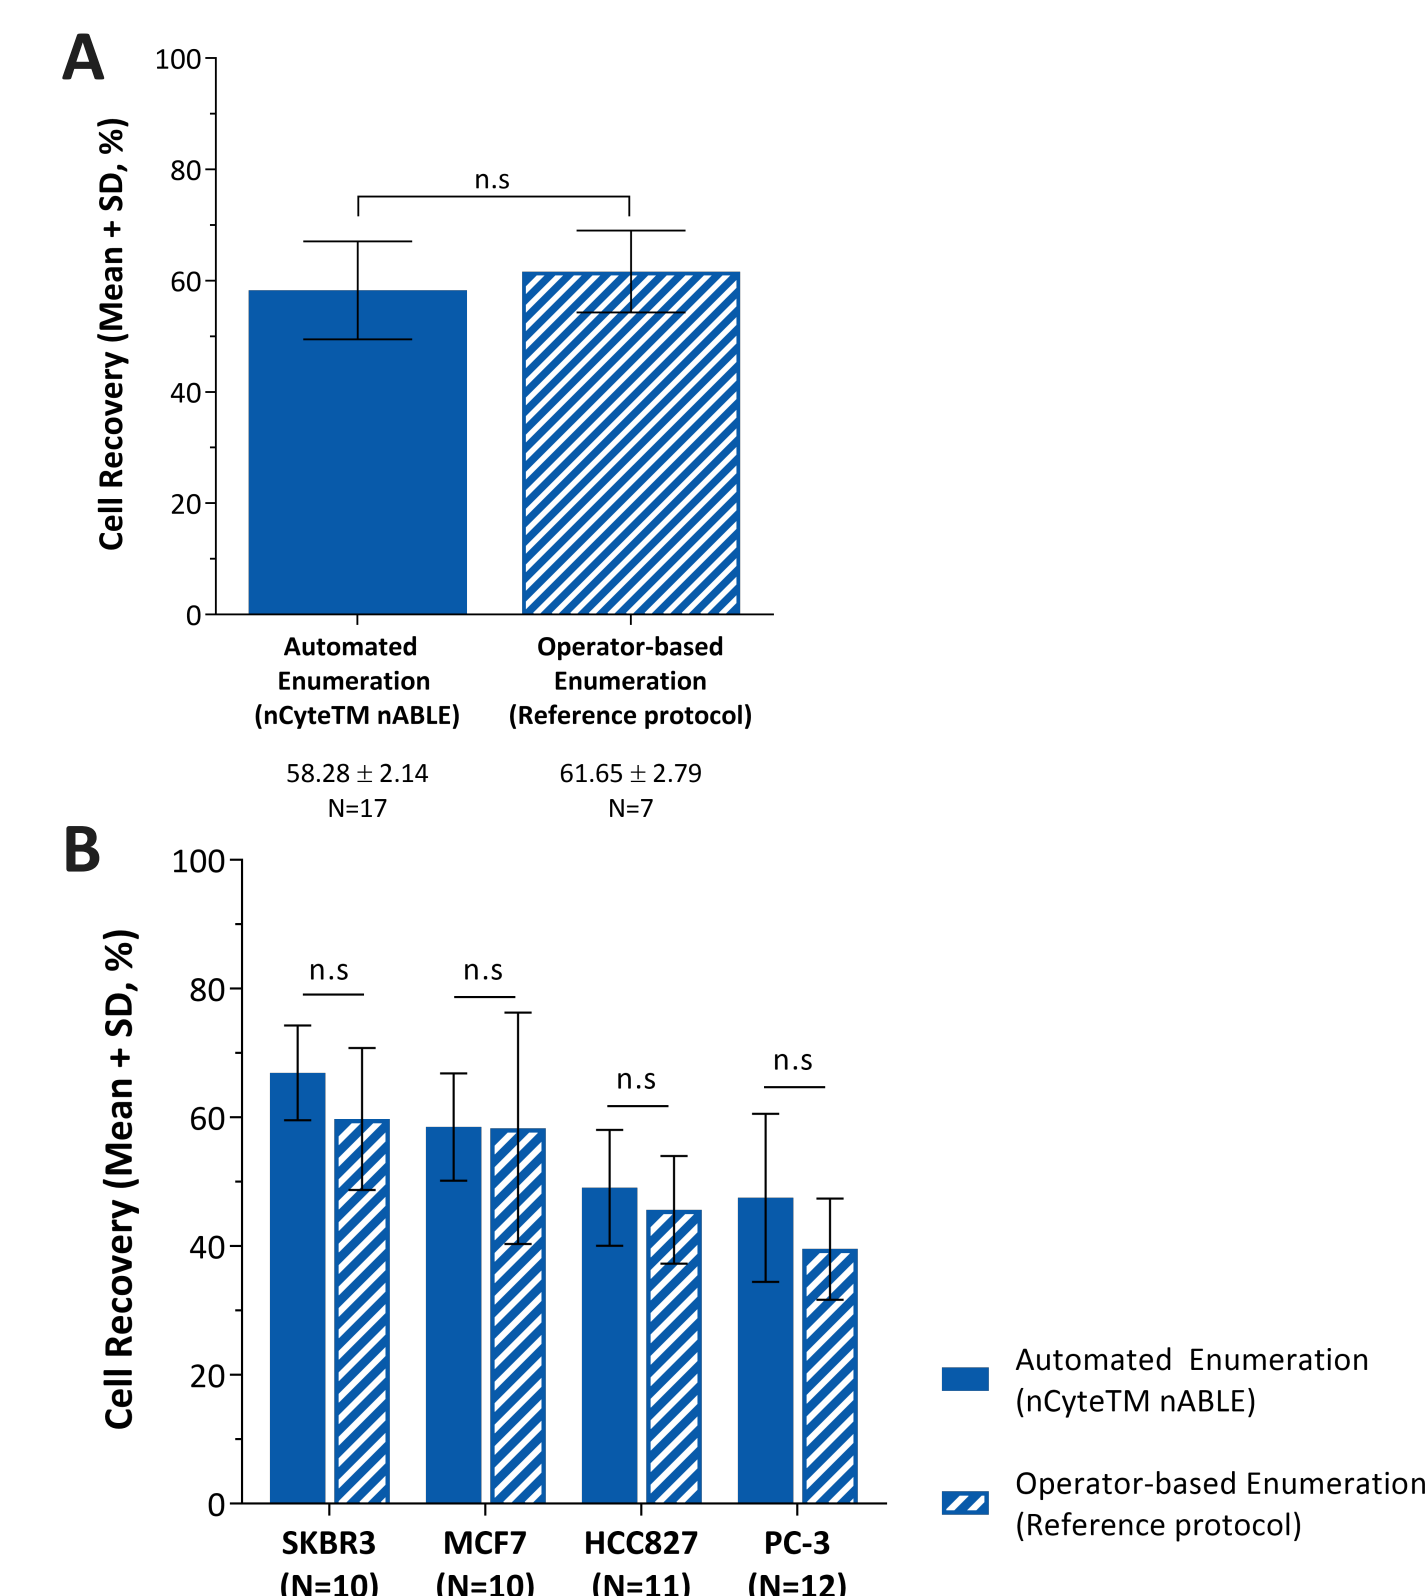 A
100
80
60
40
20
0
Cell Recovery (Mean + SD, %)
n.s
Automated
Enumeration
(nCyteTM nABLE)
Operator-based
Enumeration
(Reference protocol)
58.28 ± 2.14
N=17
61.65 ± 2.79
N=7
B
100
80
60
40
20
0
Cell Recovery (Mean + SD, %)
n.s
n.s
n.s
n.s
SKBR3
(N=10)
MCF7
(N=10)
HCC827
(N=11)
PC-3
(N=12)
Automated Enumeration
(nCyteTM nABLE)
Operator-based Enumeration
(Reference protocol)